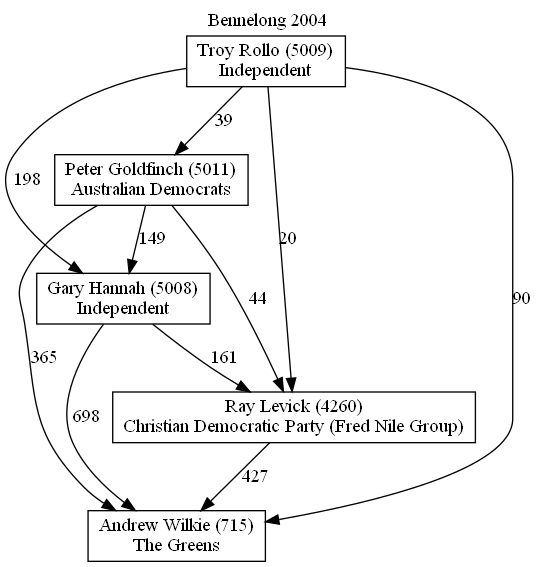 Bennelong 2004
Troy Rollo (5009)
Independent
39
Peter Goldfinch (5011)
Australian Democrats
198
149
20
Gary Hannah (5008)
Independent
44
90
365
161
698
Ray Levick (4260)
Christian Democratic Party (Fred Nile Group)
427
Andrew Wilkie (715)
The Greens